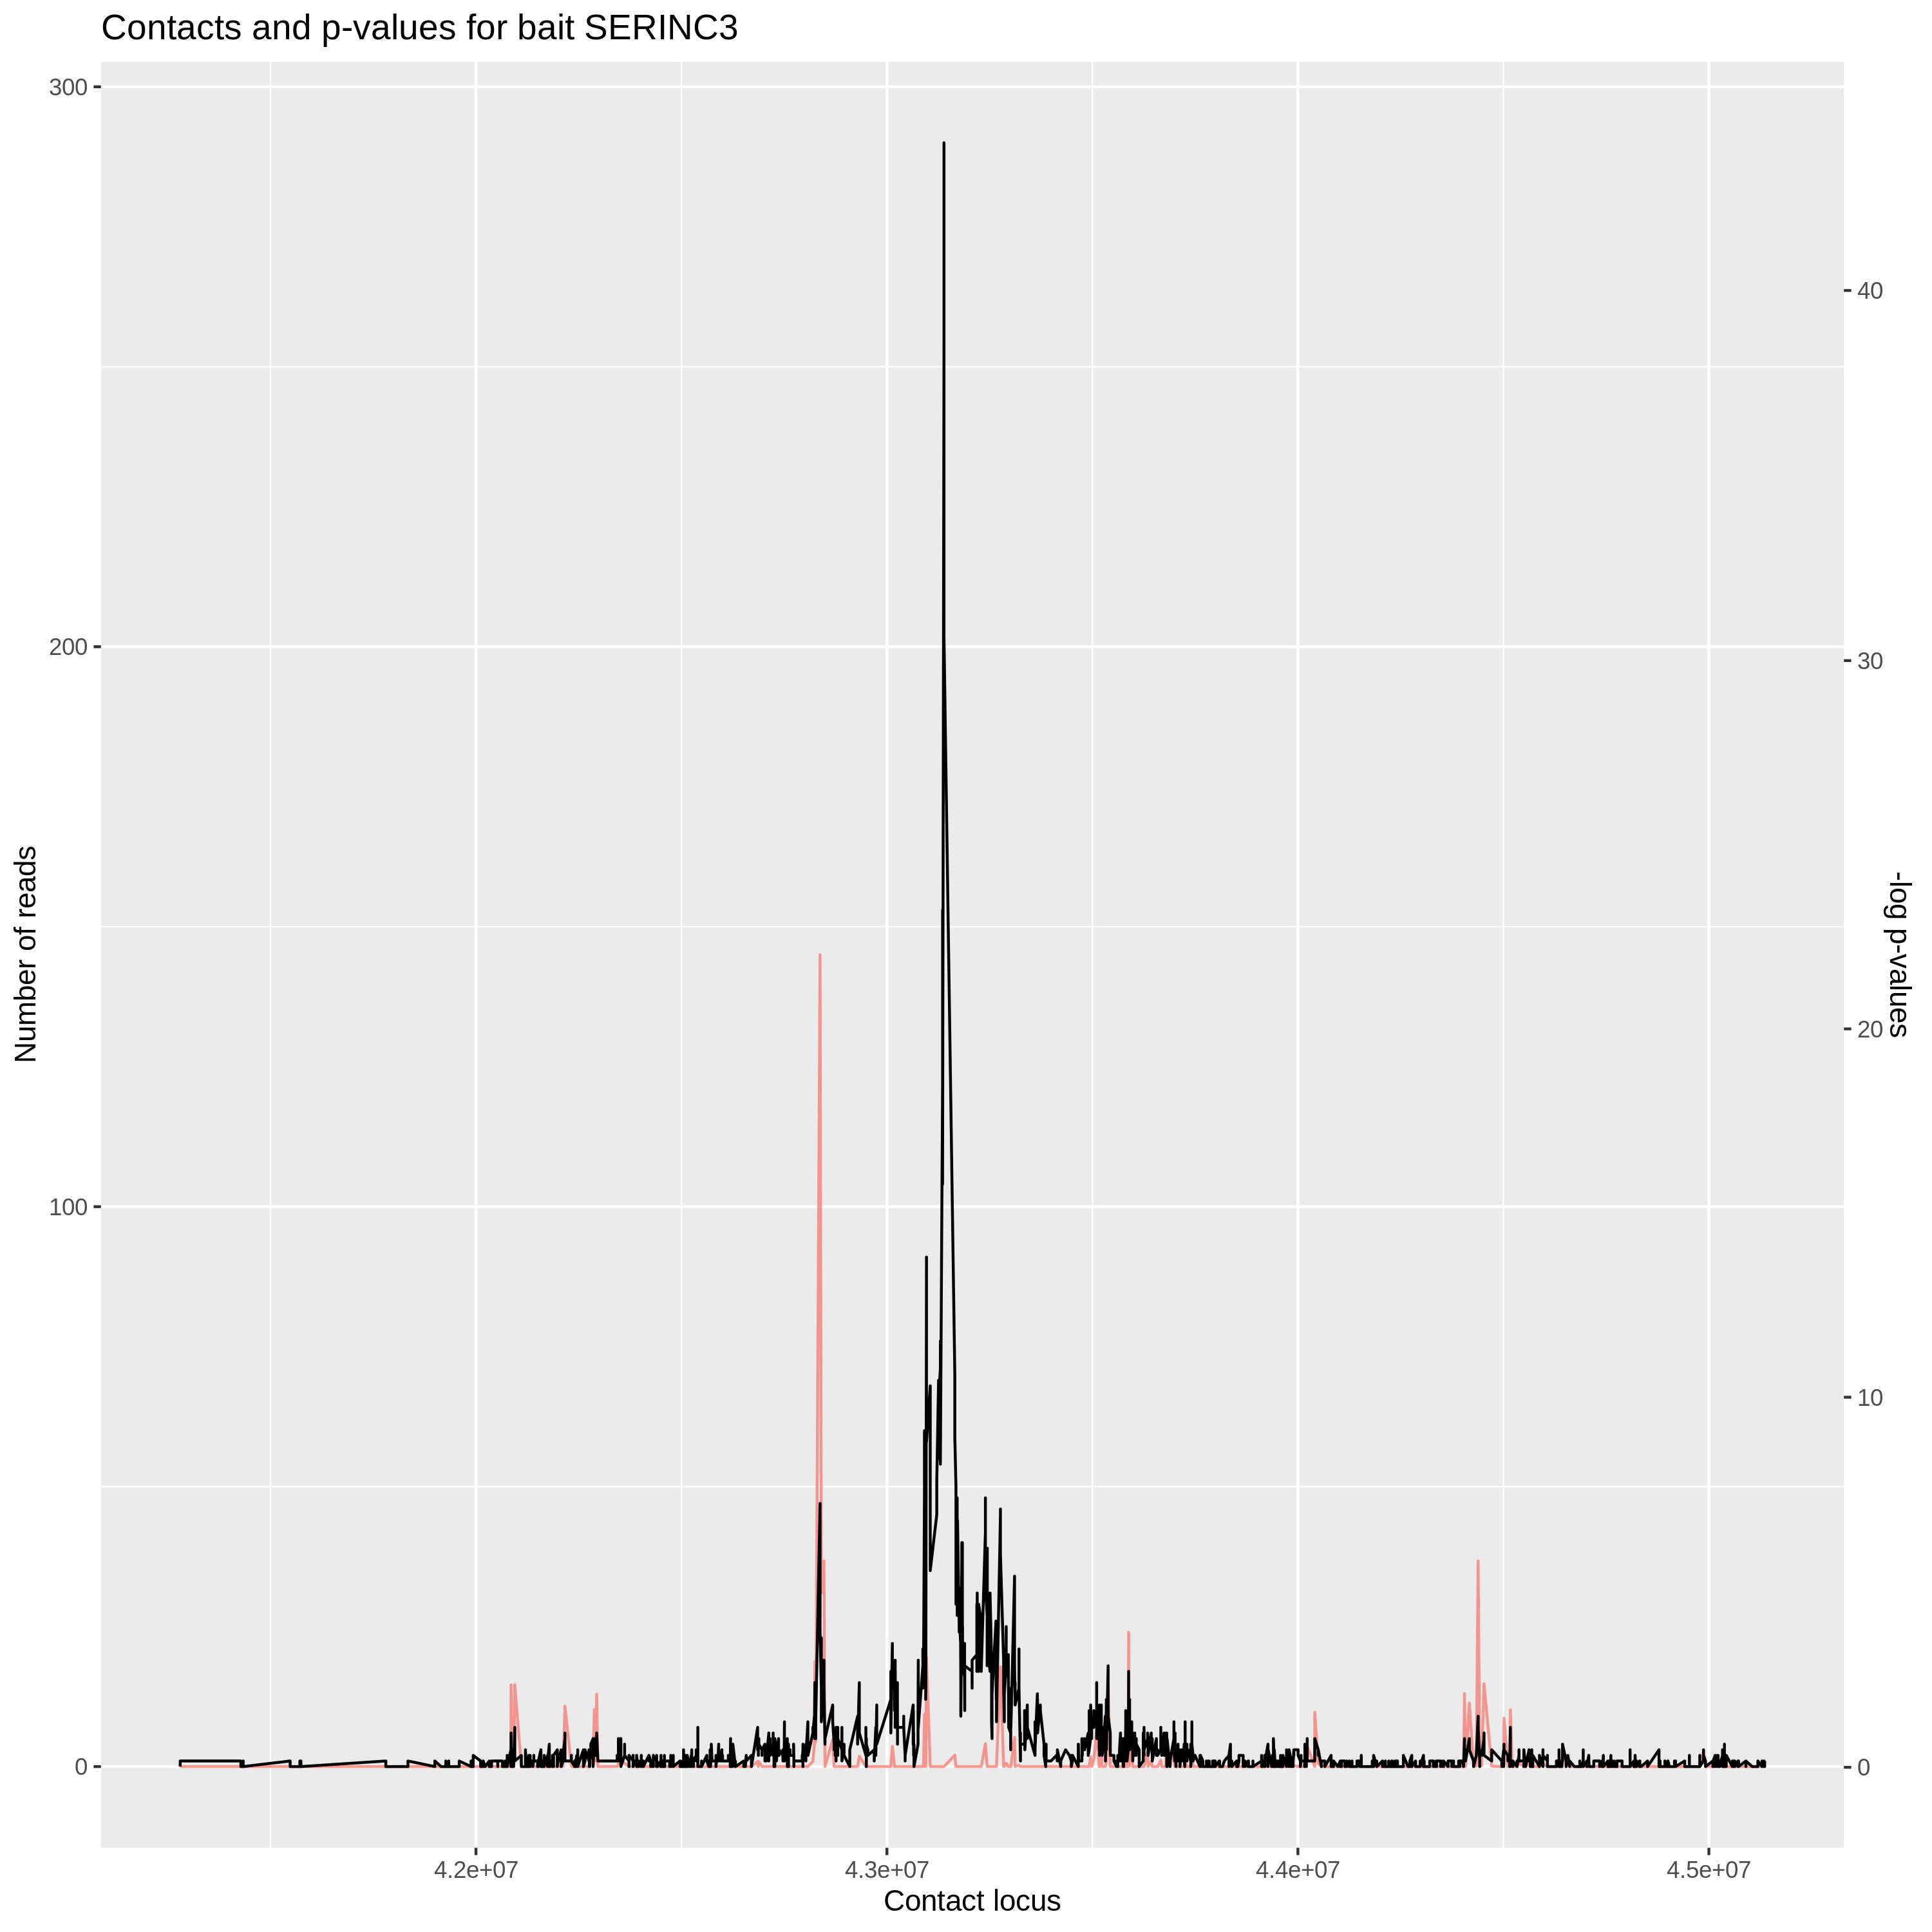 Contacts and p-values for bait SERINC3
300
200
100
0
Number of reads
40
30
20
10
0
-log p-values
4.2e+07
4.3e+07
4.4e+07
4.5e+07
Contact locus